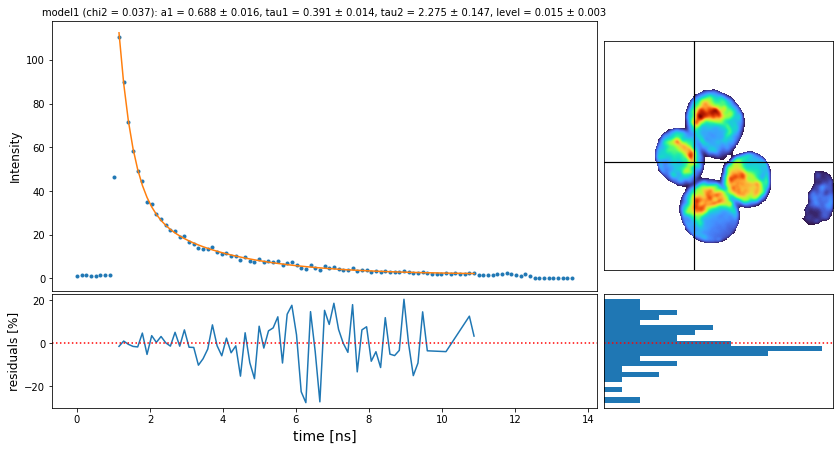 model1 (chi2 = 0.037): a1 = 0.688 ± 0.016, tau1 = 0.391 ± 0.014, tau2 = 2.275 ± 0.147, level = 0.015 ± 0.003
Intensity
100
80
60
40
20
0
residuals [%]
20
0
−20
0 2 4 6 8 10 12 14
time [ns]